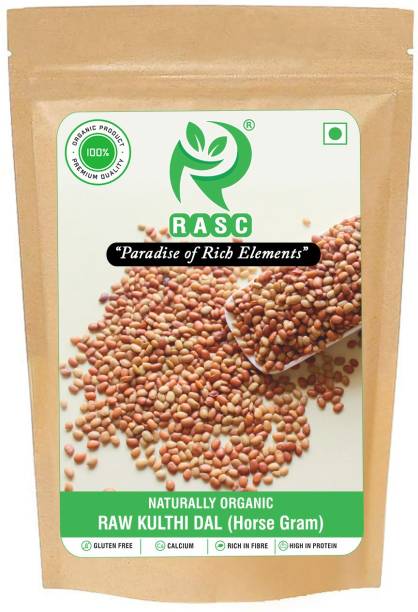 ORGANIC PRODUCT
100%
PREMIUM QUALITY
®
RASC
"Paradise of Rich Elements"
NATURALLY ORGANIC
RAW KULTHI DAL (Horse Gram)
GLUTEN FREE Ca CALCIUM RICH IN FIBRE HIGH IN PROTEIN